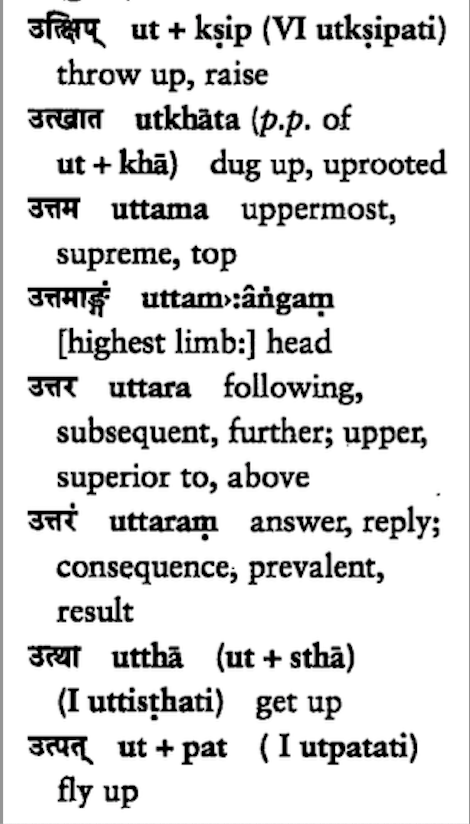 उत्क्षिप् ut + kṣip (VI utkṣipati)
throw up, raise
उत्खात utkhāta (p.p. of
ut + khā) dug up, uprooted
उत्तम uttama uppermost,
supreme, top
उत्तमाङ्गं uttam›:âṅgaṃ
[highest limb:] head
उत्तर uttara following,
subsequent, further; upper,
superior to, above
उत्तरं uttaraṃ answer, reply;
consequence, prevalent,
result
उत्था utthā (ut + sthā)
(I uttiṣṭhati) get up
उत्पत् ut + pat ( I utpatati)
fly up